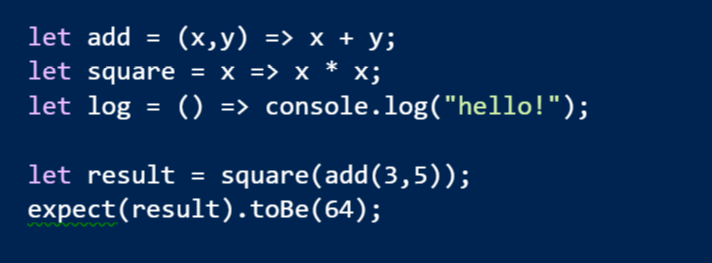 let add = (x,y) => x + y;
let square = x => x * x;
let log = () => console.log("hello!");
let result = square(add(3,5));
expect(result).toBe(64);